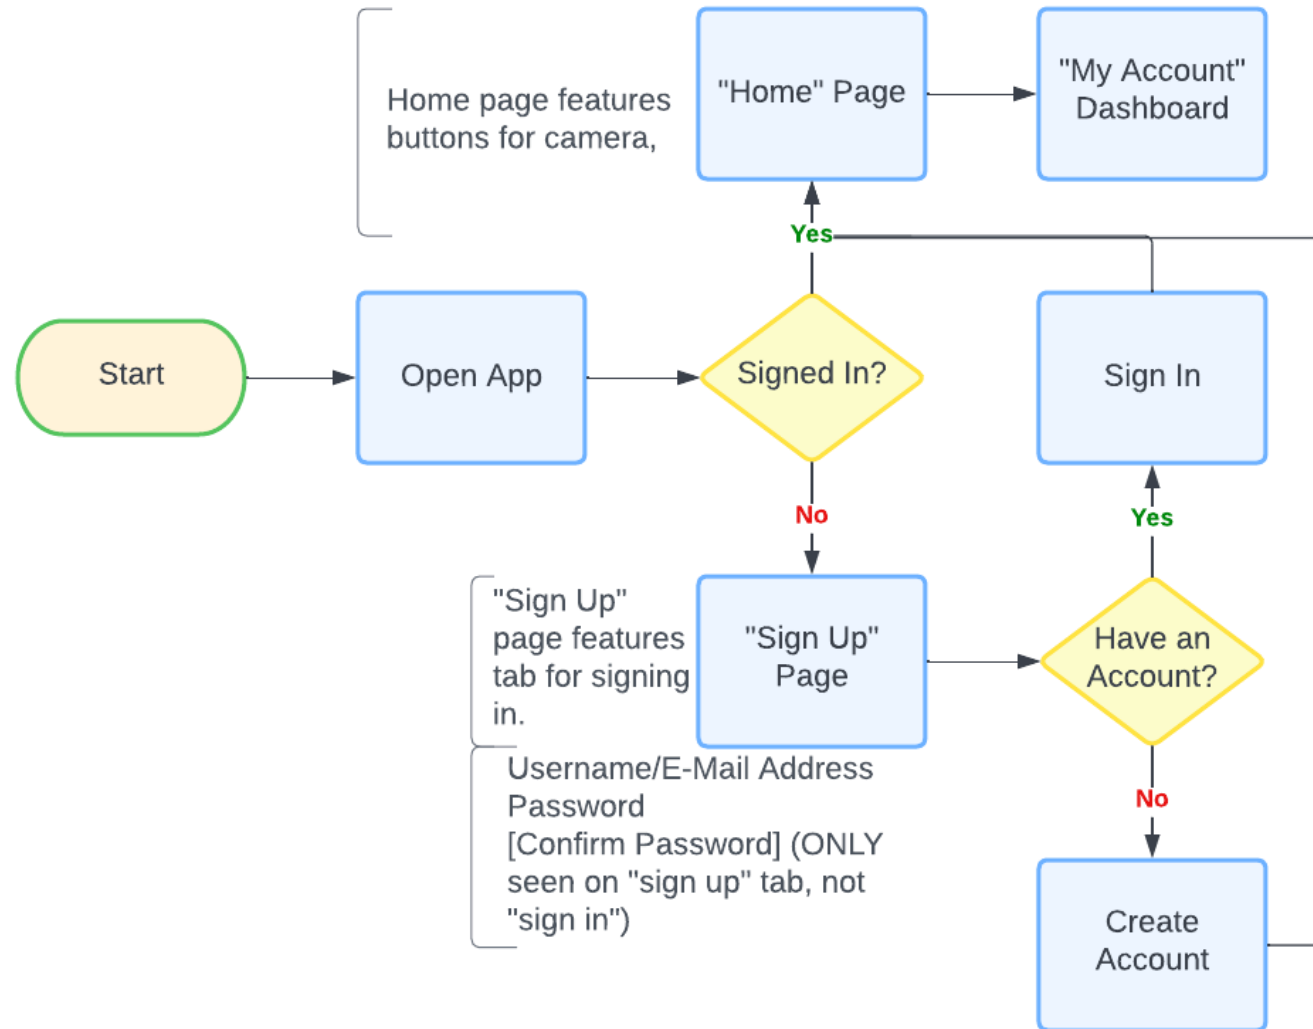 Home page features
buttons for camera,
"Home" Page
"My Account"
Dashboard
Yes
Start
Open App
Signed In?
Sign In
No
Yes
"Sign Up"
page features
tab for signing
in.
"Sign Up"
Page
Have an
Account?
Username/E-Mail Address
Password
[Confirm Password] (ONLY
seen on "sign up" tab, not
"sign in")
No
Create
Account